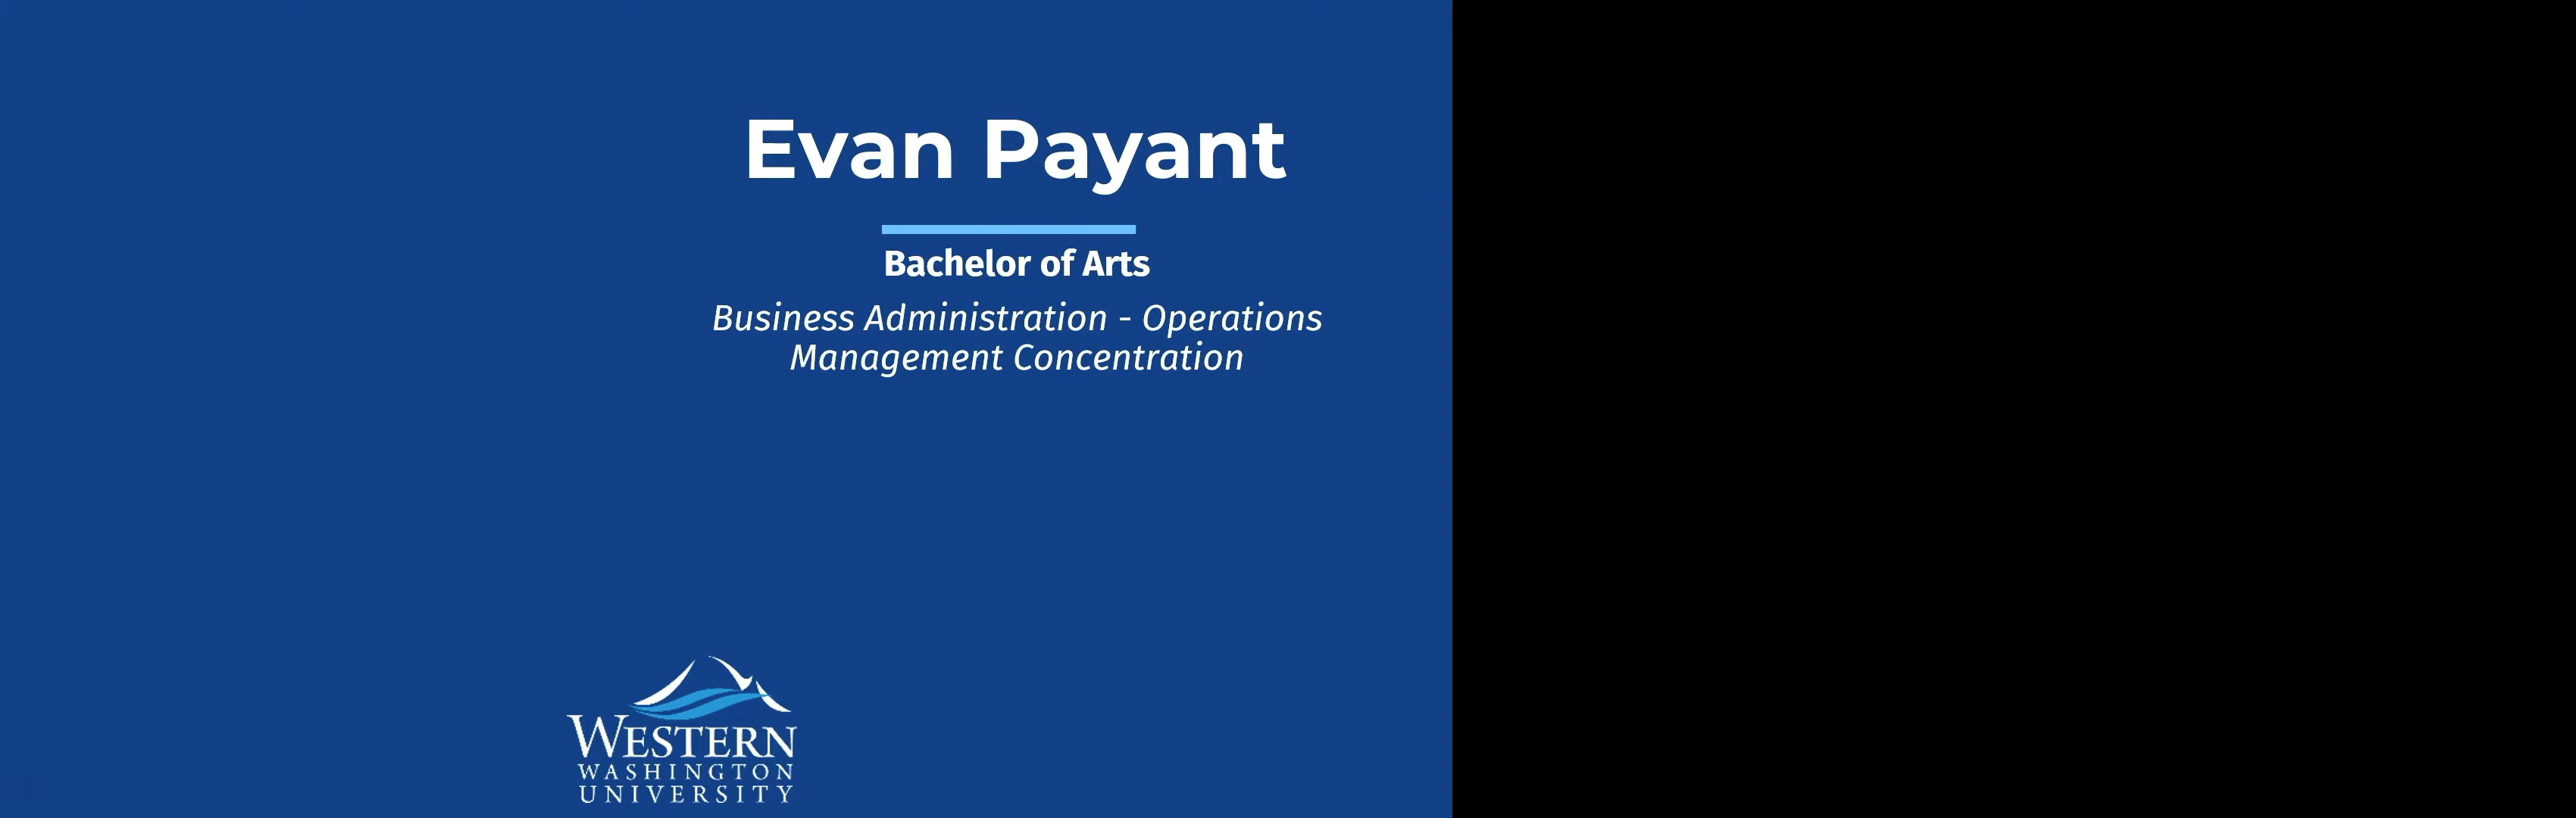 Evan Payant
Bachelor of Arts
Business Administration - Operations
Management Concentration
WESTERN
WASHINGTON
UNIVERSITY